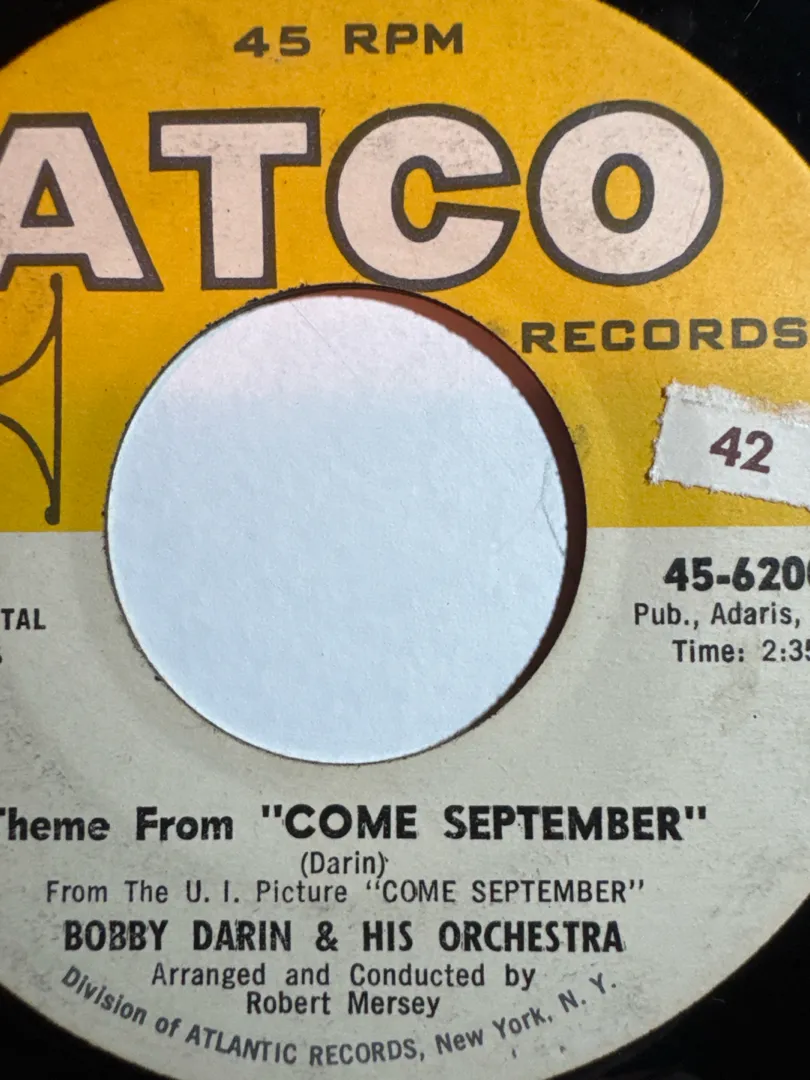 45 RPM
ATCO
RECORDS
42
45-620
Pub., Adaris,
TAL
Time: 2:35
Theme From "COME SEPTEMBER"
(Darin)
From The U. I. Picture "COME SEPTEMBER"
BOBBY DARIN & HIS ORCHESTRA
Arranged and Conducted by
Robert Mersey
Division of ATLANTIC RECORDS, New York, N. Y.